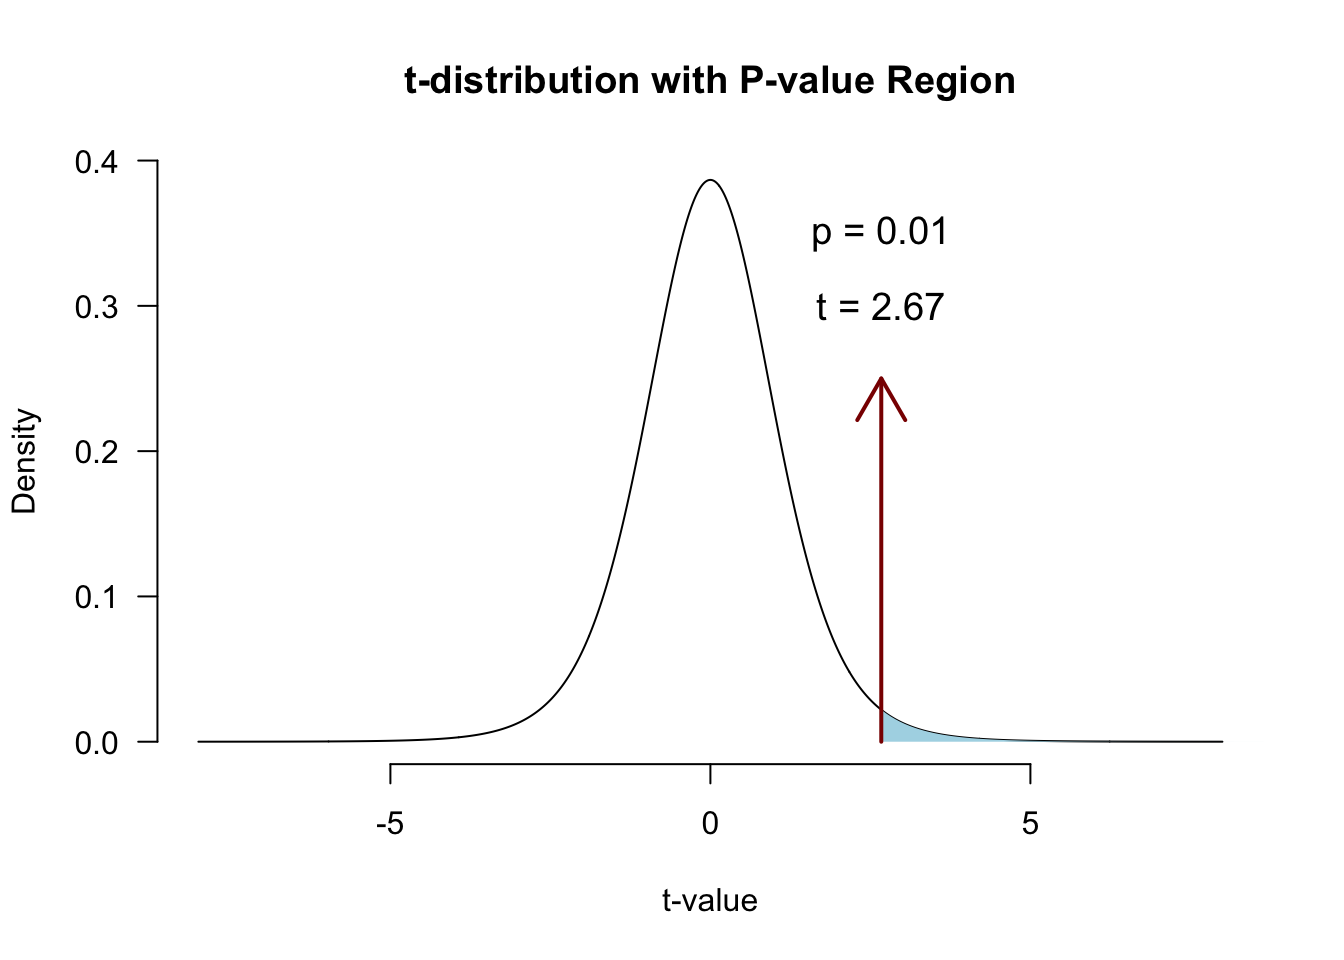 t-distribution with P-value Region
0.4
0.3
0.2
0.1
0.0
Density
p = 0.01
t = 2.67
-5
0
5
t-value